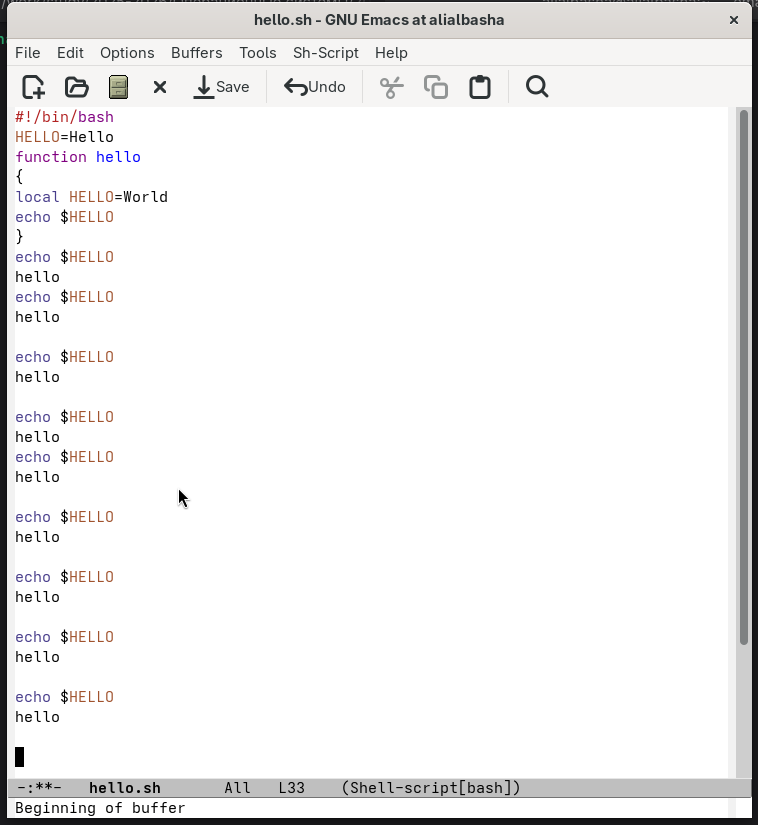 hello.sh - GNU Emacs at alialbasha ×
File Edit Options Buffers Tools Sh-Script Help
Save Undo
#!/bin/bash
HELLO=Hello
function hello
{
local HELLO=World
echo $HELLO
}
echo $HELLO
hello
echo $HELLO
hello
echo $HELLO
hello
echo $HELLO
hello
echo $HELLO
hello
echo $HELLO
hello
echo $HELLO
hello
echo $HELLO
hello
echo $HELLO
hello
-:**- hello.sh All L33 (Shell-script[bash])
Beginning of buffer